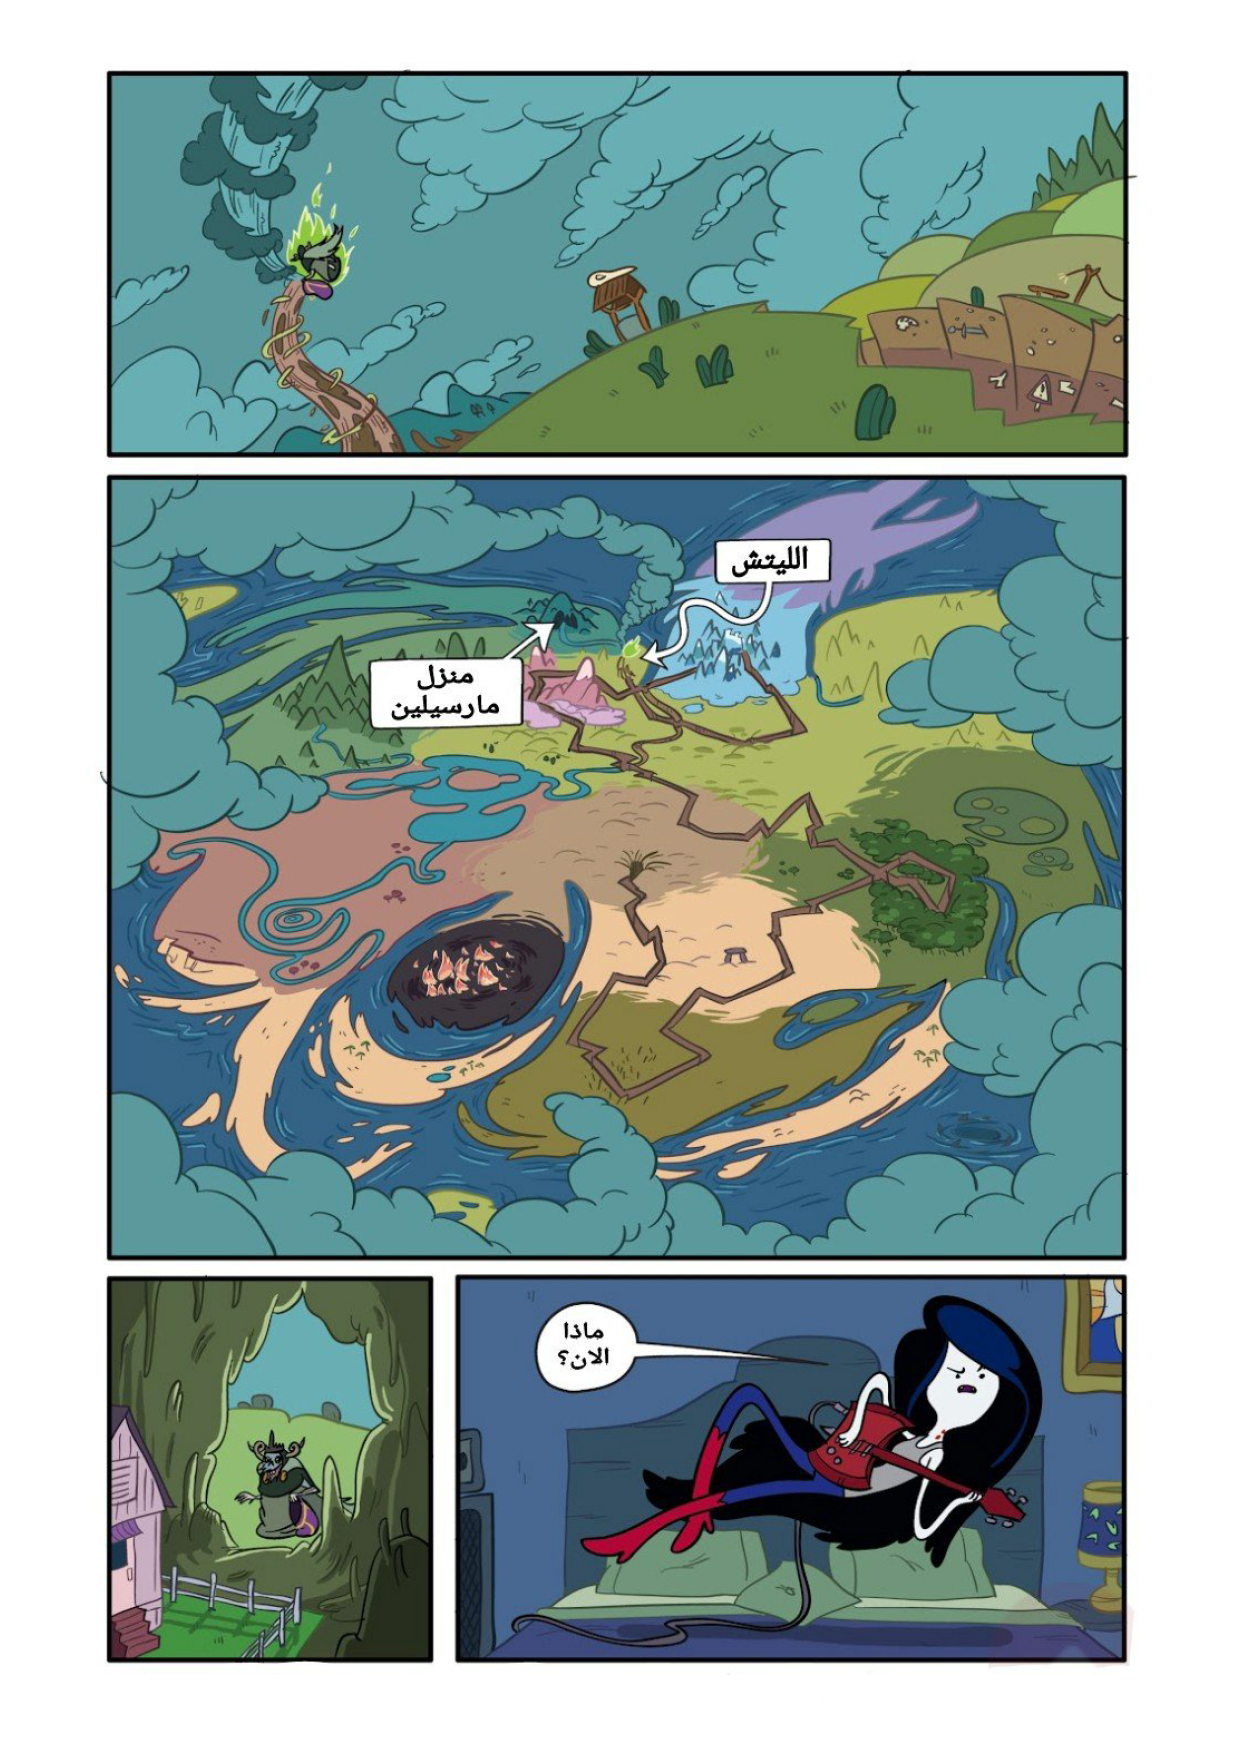 الليتش
منزل
مارسيلين
ماذا
الان؟